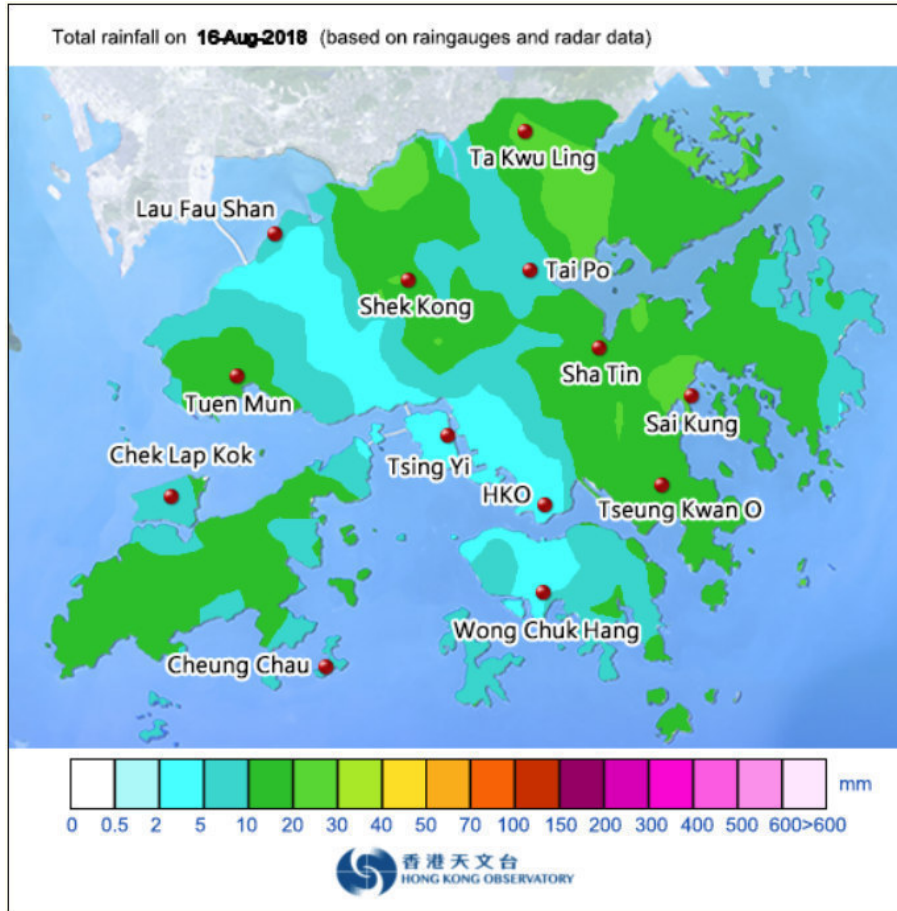 Total rainfall on 16-Aug-2018 (based on raingauges and radar data)
Ta Kwu Ling
Lau Fau Shan
Tai Po
Shek Kong
Sha Tin
Tuen Mun
Sai Kung
Chek Lap Kok
Tsing Yi
HKO
Tseung Kwan O
Wong Chuk Hang
Cheung Chau
mm
0 0.5 2 5 10 20 30 40 50 70 100 150 200 300 400 500 600>600
香港天文台
HONG KONG OBSERVATORY